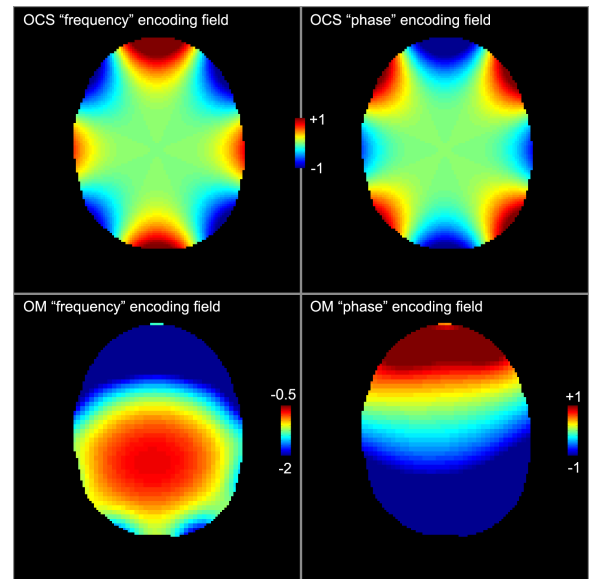 OCS “frequency” encoding field
OCS “phase” encoding field
+1
-1
OM “frequency” encoding field
OM “phase” encoding field
-0.5
-2
+1
-1